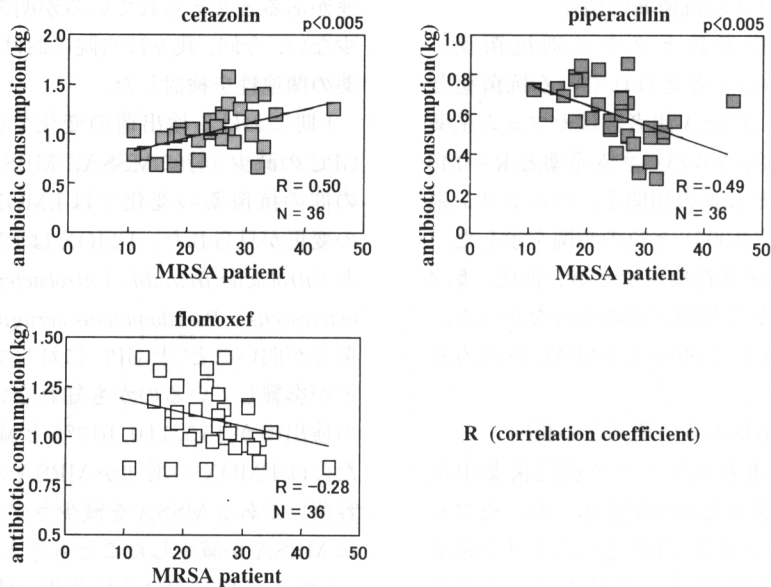 cefazolin
p<0.005
antibiotic consumption(kg)
2.0
1.5
1.0
0.5
0
R = 0.50
N = 36
0 10 20 30 40 50
MRSA patient
piperacillin
p<0.005
antibiotic consumption(kg)
1.0
0.8
0.6
0.4
0.2
0
R =-0.49
N = 36
0 10 20 30 40 50
MRSA patient
flomoxef
antibiotic consumption(kg)
1.50
1.25
1.00
0.75
0.5
R = -0.28
N = 36
0 10 20 30 40 50
MRSA patient
R (correlation coefficient)